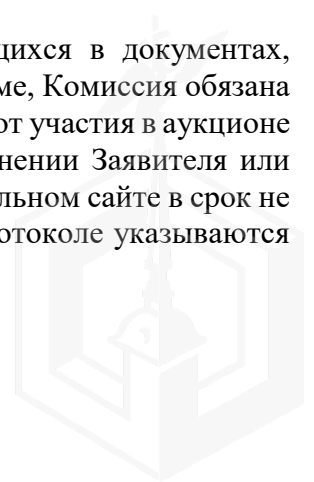 щихся в документах,
ме, Комиссия обязана
от участия в аукционе
нении Заявителя или
льном сайте в срок не
отоколе указываются